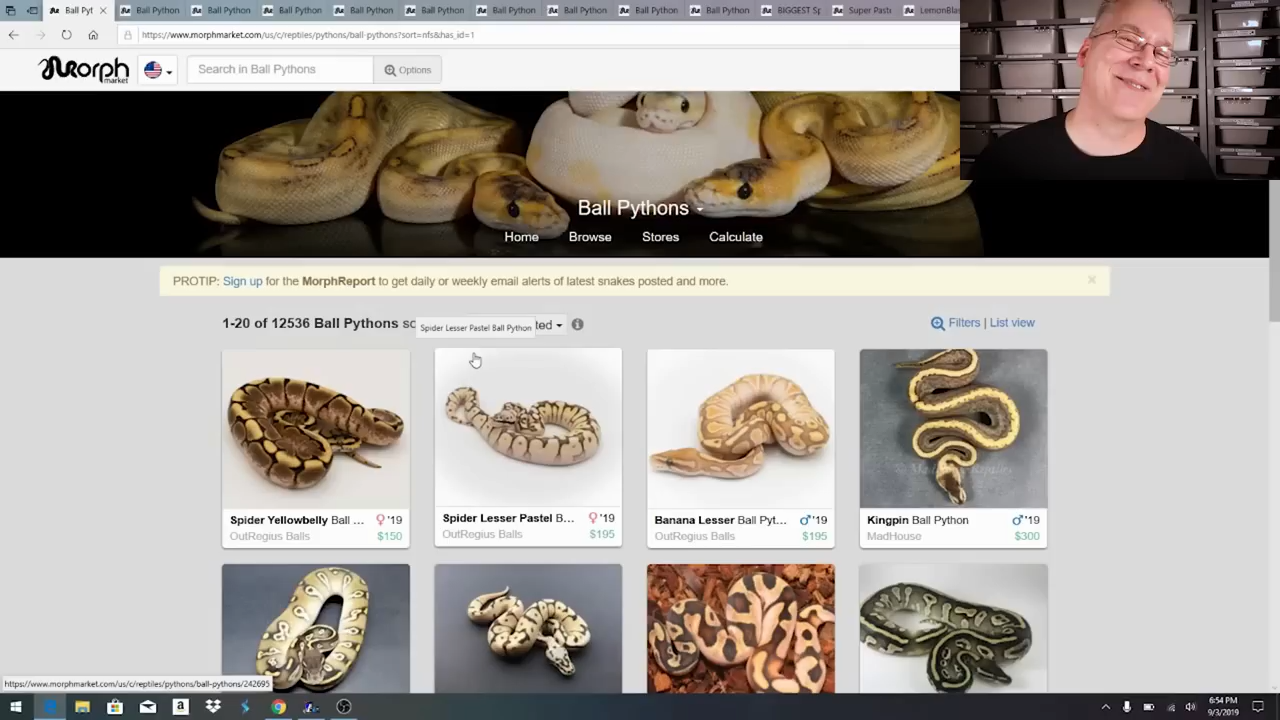 Ball Pyt
Ball Python
Ball Python
Ball Python
Ball Python
Ball Python
Ball Python
Ball Python
Ball Python
BIGGEST Sp
Super Paste
LemonBlas
https://www.morphmarket.com/us/c/reptiles/pythons/ball-pythons?sort=nfs&has_id=1
Morph
market
Search in Ball Pythons
Options
Ball Pythons
Home Browse Stores Calculate
PROTIP: Sign up for the MorphReport to get daily or weekly email alerts of latest snakes posted and more.
1-20 of 12536 Ball Pythons so
Spider Lesser Pastel Ball Python
ted
Filters | List view
Spider Yellowbelly Ball ... ♀ '19
OutRegius Balls $150
Spider Lesser Pastel B... ♀ '19
OutRegius Balls $195
Banana Lesser Ball Pyt... ♂ '19
OutRegius Balls $195
Kingpin Ball Python ♂ '19
MadHouse $300
https://www.morphmarket.com/us/c/reptiles/pythons/ball-pythons/242695
6:54 PM
9/3/2019